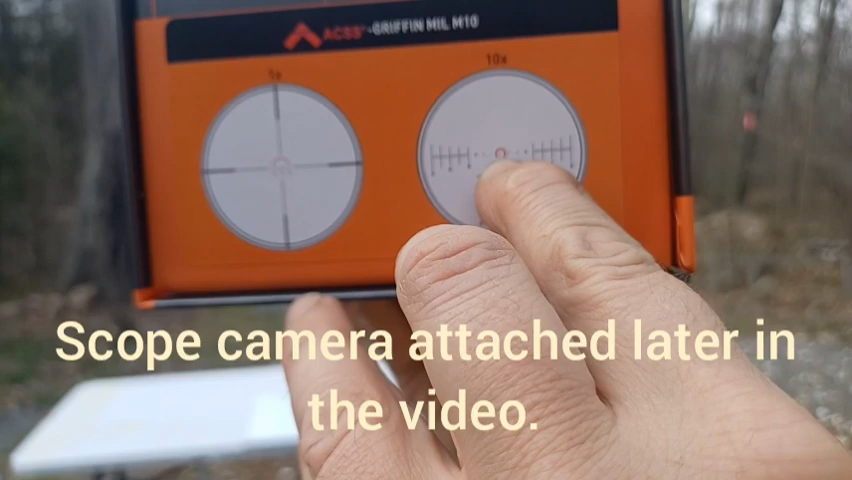 ACSS®-GRIFFIN MIL M10
1x
10x
Scope camera attached later in
the video.